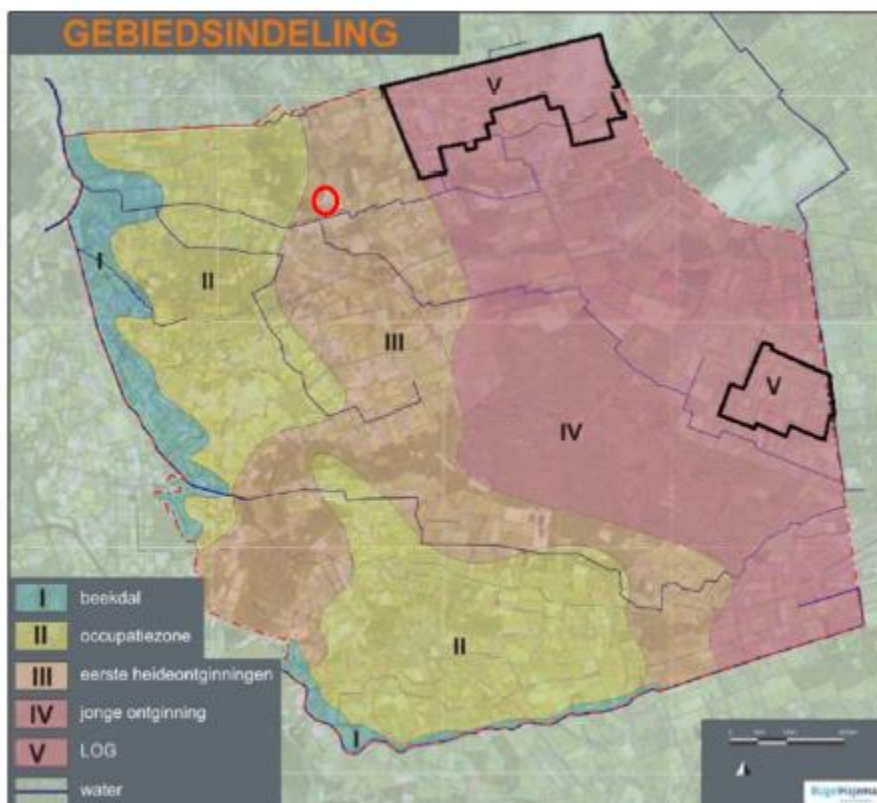 GEBIEDSINDELING
V
I
II
III
V
IV
II
I
I beekdal
II occupatiezone
III eerste heideontginningen
IV jonge ontginning
V LOG
water